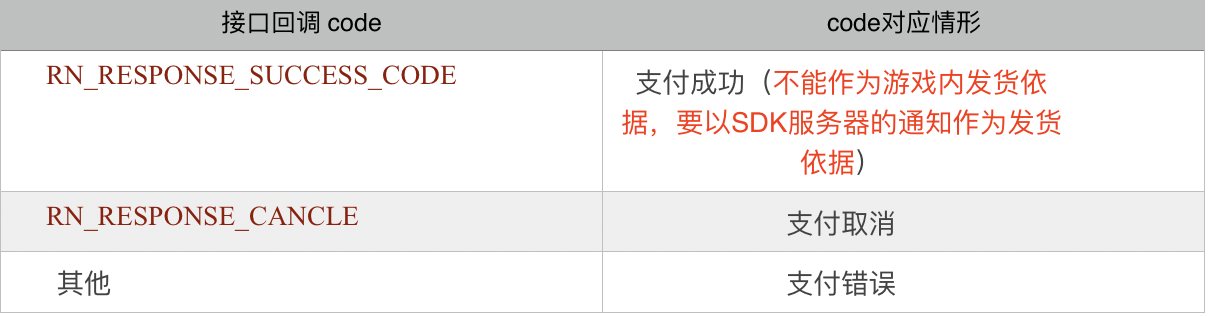 接口回调 code
code对应情形
RN_RESPONSE_SUCCESS_CODE
支付成功（不能作为游戏内发货依
据，要以SDK服务器的通知作为发货
依据）
RN_RESPONSE_CANCLE
支付取消
其他
支付错误